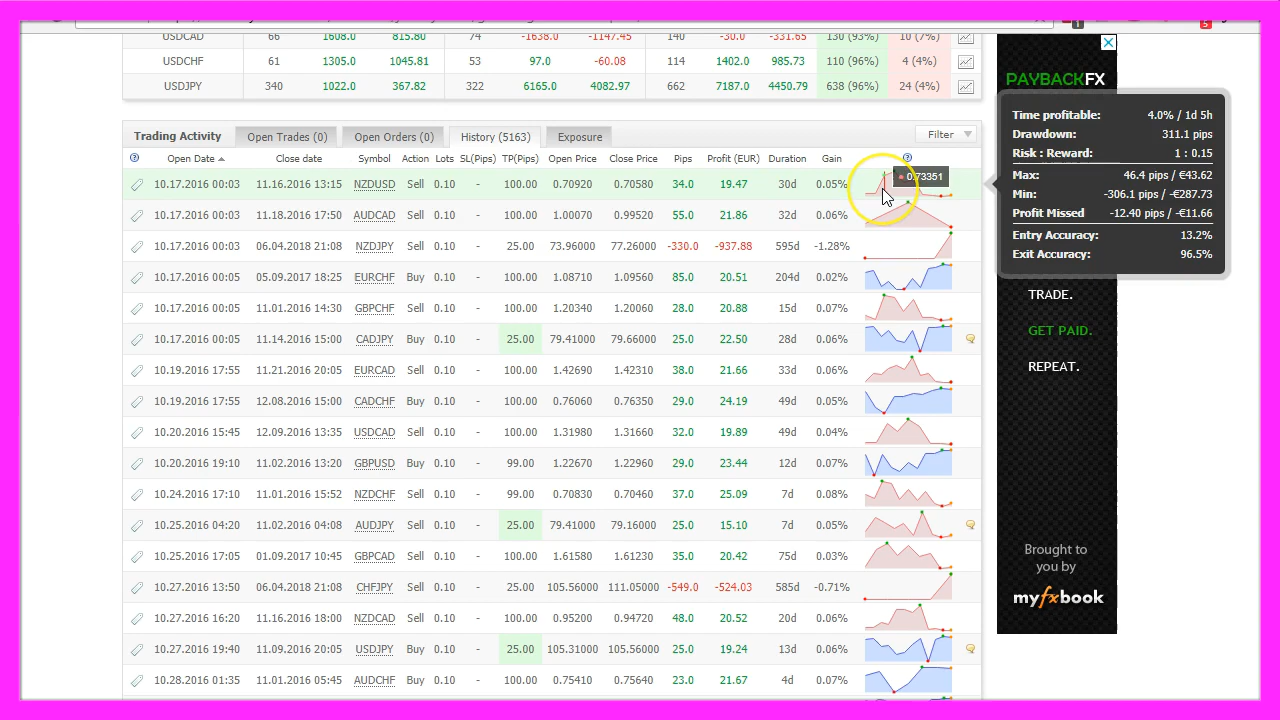 USDCAD 66 1608.0 815.80 74 -1638.0 -1147.45 140 -30.0 -331.65 130 (93%) 10 (7%)
USDCHF 61 1305.0 1045.81 53 97.0 -60.08 114 1402.0 985.73 110 (96%) 4 (4%)
USDJPY 340 1022.0 367.82 322 6165.0 4082.97 662 7187.0 4450.79 638 (96%) 24 (4%)
Trading Activity Open Trades (0) Open Orders (0) History (5163) Exposure Filter
Open Date Close date Action Lots SL(Pips) TP(Pips) Open Price Close Price Pips Profit (EUR) Duration Gain
10.17.2016 00:03 11.16.2016 13:15 NZDUSD Sell 0.10 - 100.00 0.70920 0.70580 34.0 19.47 30d 0.05% 0.73351
10.17.2016 00:03 11.18.2016 17:50 AUDCAD Sell 0.10 - 100.00 1.00070 0.99520 55.0 21.86 32d 0.06%
10.17.2016 00:03 06.04.2018 21:09 NZDJPY Sell 0.10 - 25.00 73.96000 77.26000 -330.0 -937.88 595d -1.28%
10.17.2016 00:03 Buy 0.10 - 100.00 1.08710 1.09560 85.0 20.51 204d 0.02%
10.17.2016 00:05 11.01.2016 14:30 Sell 0.10 - 100.00 1.20340 1.20060 28.0 20.88 15d 0.07%
10.17.2016 00:05 Buy 0.10 - 25.00 79.41000 79.66000 25.0 22.50 28d 0.06%
10.19.2016 17:55 11.21.2016 Sell 0.10 - 100.00 1.42690 1.42310 38.0 21.66 33d 0.06%
10.19.2016 17:57 12.08.2016 15:00 CADCHF Buy 0.10 - 100.00 0.76060 0.76350 29.0 24.19 49d 0.05%
10.20.2016 15:45 12.09.2016 13:35 USDCAD Sell 0.10 - 100.00 1.31980 1.31660 32.0 19.89 49d 0.04%
10.20.2016 19:10 11.02.2016 13:20 GBPUSD Buy 0.10 - 99.00 1.22670 1.22960 29.0 23.44 12d 0.07%
10.24.2016 17:10 11.01.2016 15:52 NZDCHF Sell 0.10 - 99.00 0.70830 0.70460 37.0 25.09 7d 0.08%
10.25.2016 04:20 11.02.2016 04:08 AUDJPY Sell 0.10 - 25.00 79.41000 79.16000 25.0 15.10 7d 0.05%
10.25.2016 17:05 01.09.2017 Sell 0.10 - 100.00 1.61580 1.61230 35.0 20.42 75d 0.03%
10.27.2016 13:50 06.04.2018 Sell 0.10 - 100.00 105.56000 111.05000 -549.0 -524.03 585d -0.71%
10.27.2016 16:20 11.16.2016 18:00 NZDCAD Sell 0.10 - 100.00 0.95200 0.94720 48.0 20.52 20d 0.06%
10.27.2016 19:40 11.09.2016 20:05 USDJPY Buy 0.10 - 25.00 105.31000 105.56000 25.0 19.24 13d 0.06%
10.27.2016 20:00 11.01.2016 05:45 AUDCHF Buy 0.10 - 100.00 0.75410 0.75640 23.0 21.67 4d 0.07%
PAYBACKFX
Time profitable: 4.0% / 1d 5h
Drawdown: 311.1 pips
Risk : Reward: 1 : 0.15
Max: 46.4 pips / €43.62
Min: -306.1 pips / -€287.73
Profit Missed -12.40 pips / -€11.66
Entry Accuracy: 13.2%
Exit Accuracy: 96.5%
TRADE.
GET PAID.
REPEAT.
Brought to
you by
myfxbook